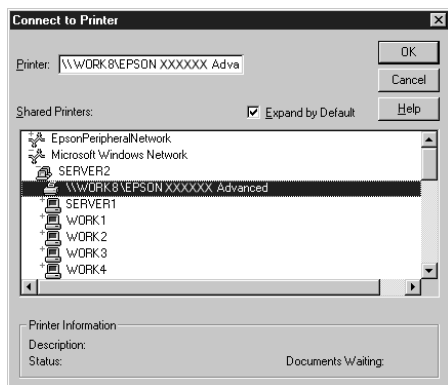 Connect to Printer
Printer: \\WORK8\EPSON XXXXXX Adva
OK
Cancel
Help
Shared Printers:
Expand by Default
EpsonPeripheralNetwork
Microsoft Windows Network
SERVER2
\\WORK8\EPSON XXXXXX Advanced
SERVER1
WORK1
WORK2
WORK3
WORK4
Printer Information
Description:
Status:
Documents Waiting: